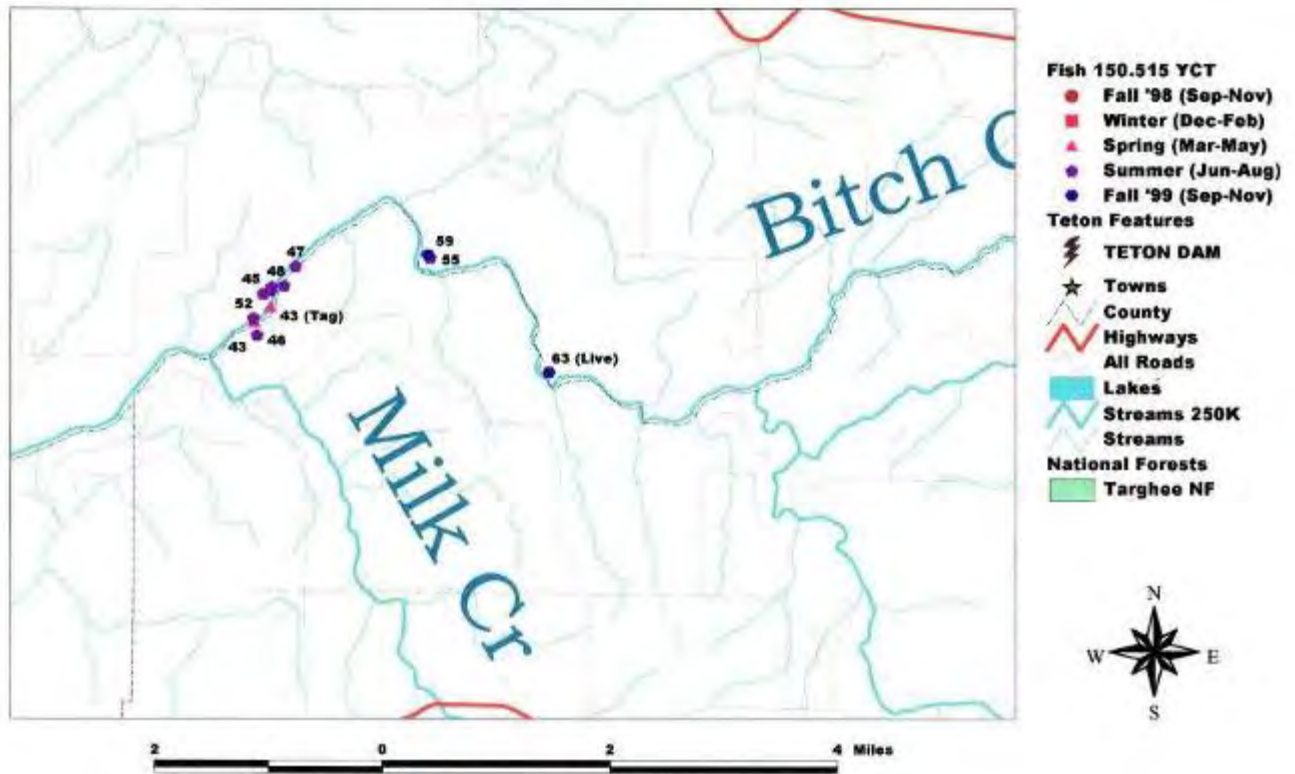 Bitch C
Milk Cr
47
48
45
52
43 (Tag)
43
46
59
55
63 (Live)
Fish 150.515 YCT
Fall '98 (Sep-Nov)
Winter (Dec-Feb)
Spring (Mar-May)
Summer (Jun-Aug)
Fall '99 (Sep-Nov)
Teton Features
TETON DAM
Towns
County
Highways
All Roads
Lakes
Streams 250K
Streams
National Forests
Targhee NF
N
W E
S
2 0 2 4 Miles